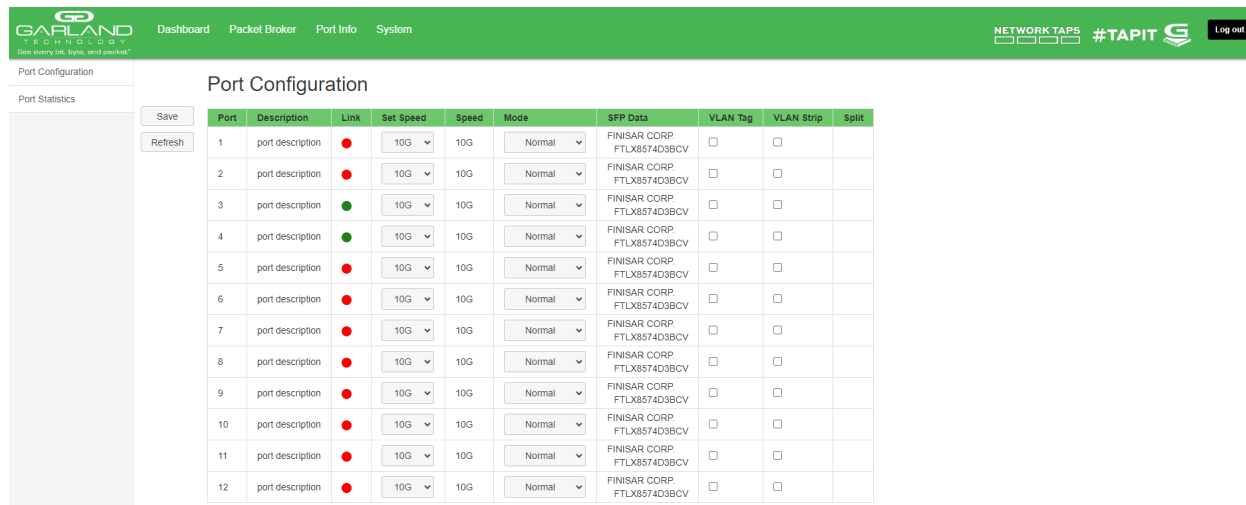 GARLAND
TECHNOLOGY
See every bit, byte, and packet®
Dashboard Packet Broker Port Info System
NETWORK TAPS #TAPIT Log out
Port Configuration
Port Statistics
Port Configuration
Save
Refresh
Port Description Link Set Speed Speed Mode SFP Data VLAN Tag VLAN Strip Split
1 port description 10G 10G Normal FINISAR CORP.
FTLX8574D3BCV
2 port description 10G 10G Normal FINISAR CORP.
FTLX8574D3BCV
3 port description 10G 10G Normal FINISAR CORP.
FTLX8574D3BCV
4 port description 10G 10G Normal FINISAR CORP.
FTLX8574D3BCV
5 port description 10G 10G Normal FINISAR CORP.
FTLX8574D3BCV
6 port description 10G 10G Normal FINISAR CORP.
FTLX8574D3BCV
7 port description 10G 10G Normal FINISAR CORP.
FTLX8574D3BCV
8 port description 10G 10G Normal FINISAR CORP.
FTLX8574D3BCV
9 port description 10G 10G Normal FINISAR CORP.
FTLX8574D3BCV
10 port description 10G 10G Normal FINISAR CORP.
FTLX8574D3BCV
11 port description 10G 10G Normal FINISAR CORP.
FTLX8574D3BCV
12 port description 10G 10G Normal FINISAR CORP.
FTLX8574D3BCV